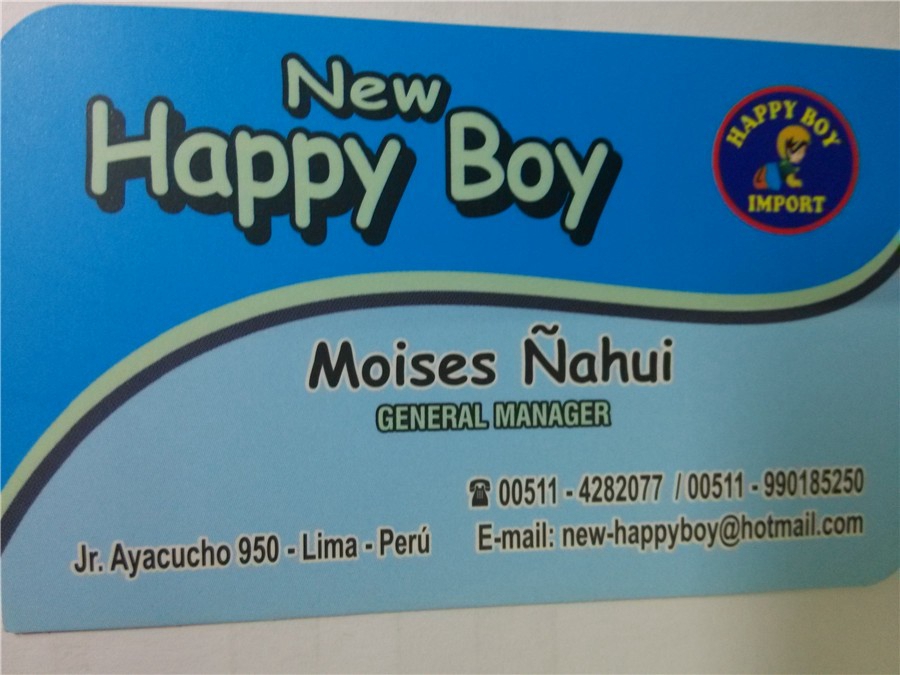 New
Happy Boy
HAPPY BOY
IMPORT
Moises Ñahui
GENERAL MANAGER
☎ 00511 - 4282077 / 00511 - 990185250
Jr. Ayacucho 950 - Lima - Perú
E-mail: new-happyboy@hotmail.com